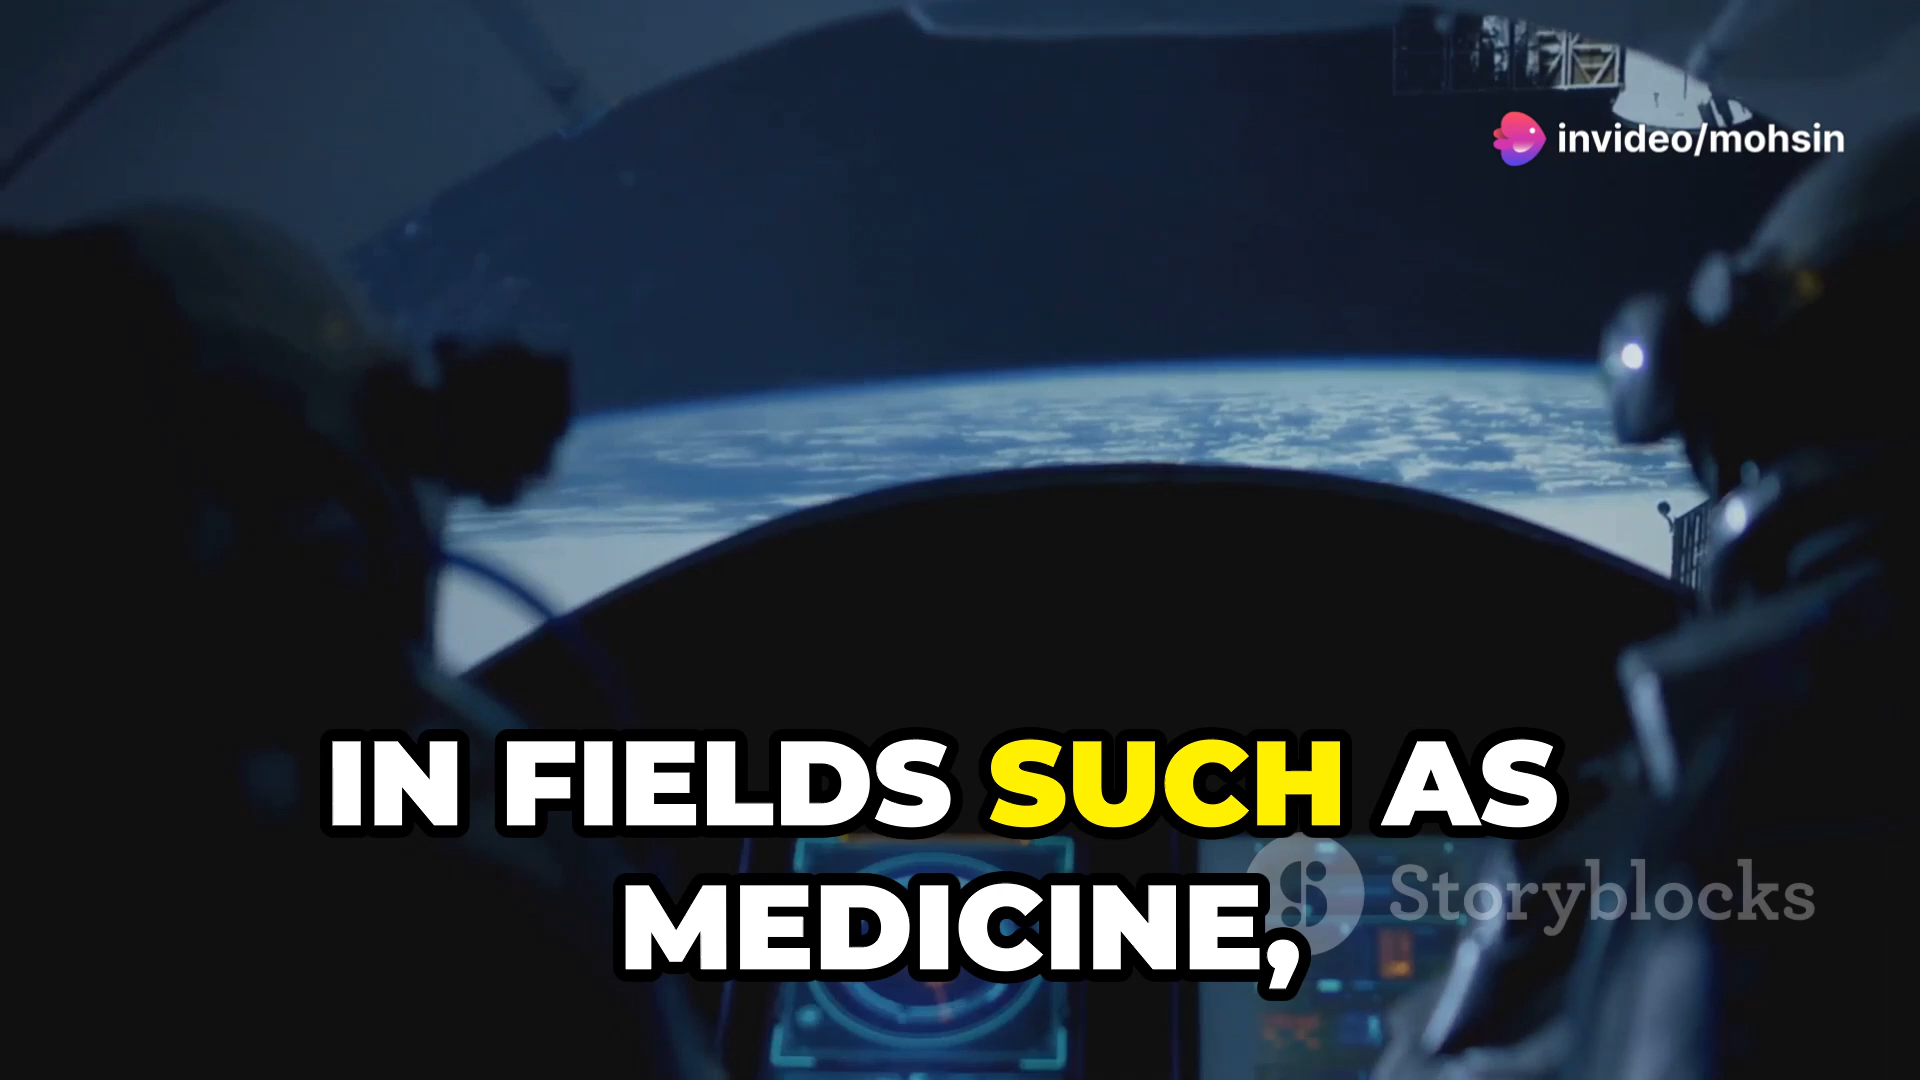 invideo/mohsin
IN FIELDS SUCH AS
MEDICINE,
Storyblocks